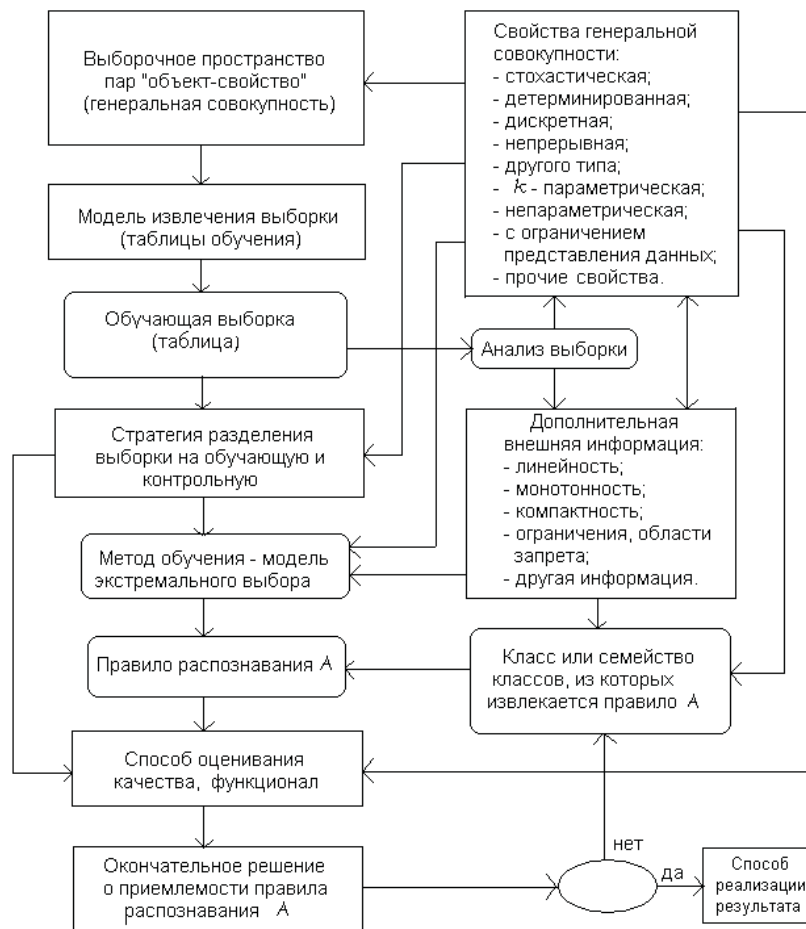 Выборочное пространство
пар "объект-свойство"
(генеральная совокупность)
Модель извлечения выборки
(таблицы обучения)
Обучающая выборка
(таблица)
Стратегия разделения
выборки на обучающую и
контрольную
Метод обучения - модель
экстремального выбора
Правило распознавания A
Способ оценивания
качества, функционал
Окончательное решение
о приемлемости правила
распознавания A
Свойства генеральной
совокупности:
- стохастическая;
- детерминированная;
- дискретная;
- непрерывная;
- другого типа;
- k - параметрическая;
- непараметрическая;
- с ограничением
представления данных;
- прочие свойства.
Анализ выборки
Дополнительная
внешняя информация:
- линейность;
- монотонность;
- компактность;
- ограничения, области
запрета;
- другая информация.
Класс или семейство
классов, из которых
извлекается правило A
нет
да
Способ
реализации
результата